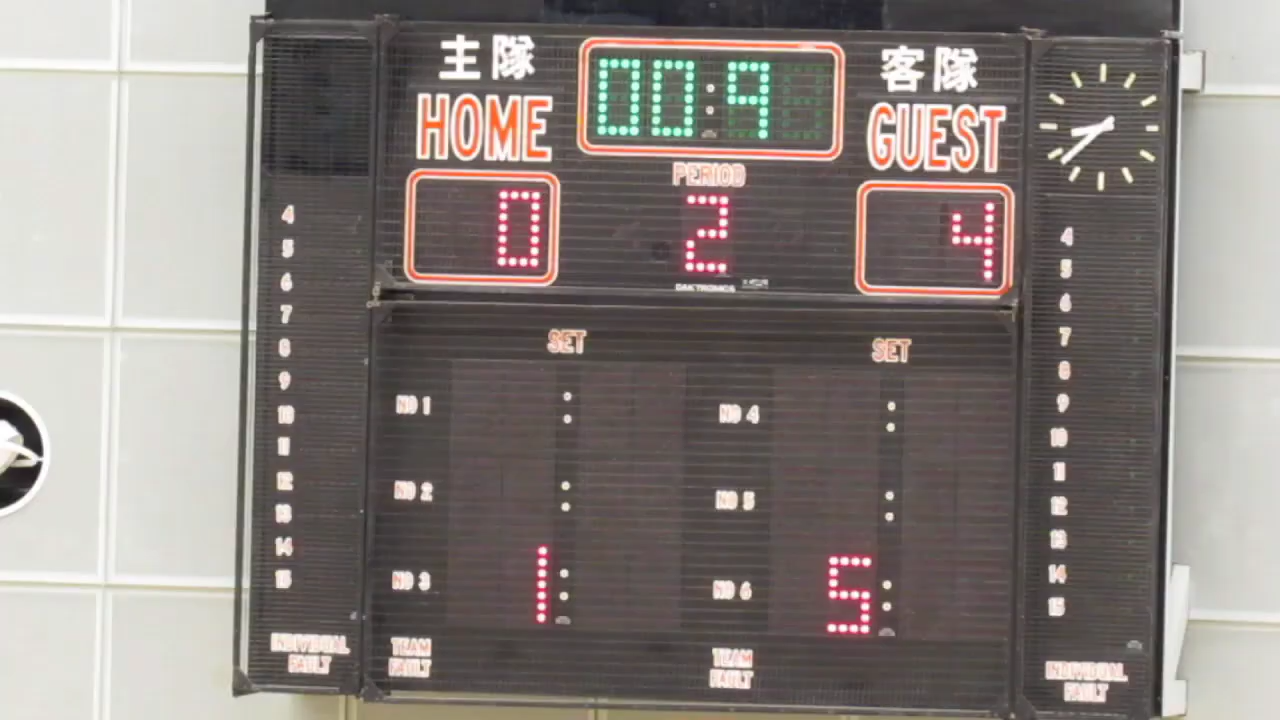 主隊
HOME
00:9
客隊
GUEST
PERIOD
0
2
4
DAKTRONICS
4
5
6
7
8
9
10
11
12
13
14
15
INDIVIDUAL
FAULT
SET
SET
NO 1
:
NO 4
:
NO 2
:
NO 5
:
NO 3
1 :
NO 6
5 :
TEAM
FAULT
TEAM
FAULT
4
5
6
7
8
9
10
11
12
13
14
15
INDIVIDUAL
FAULT